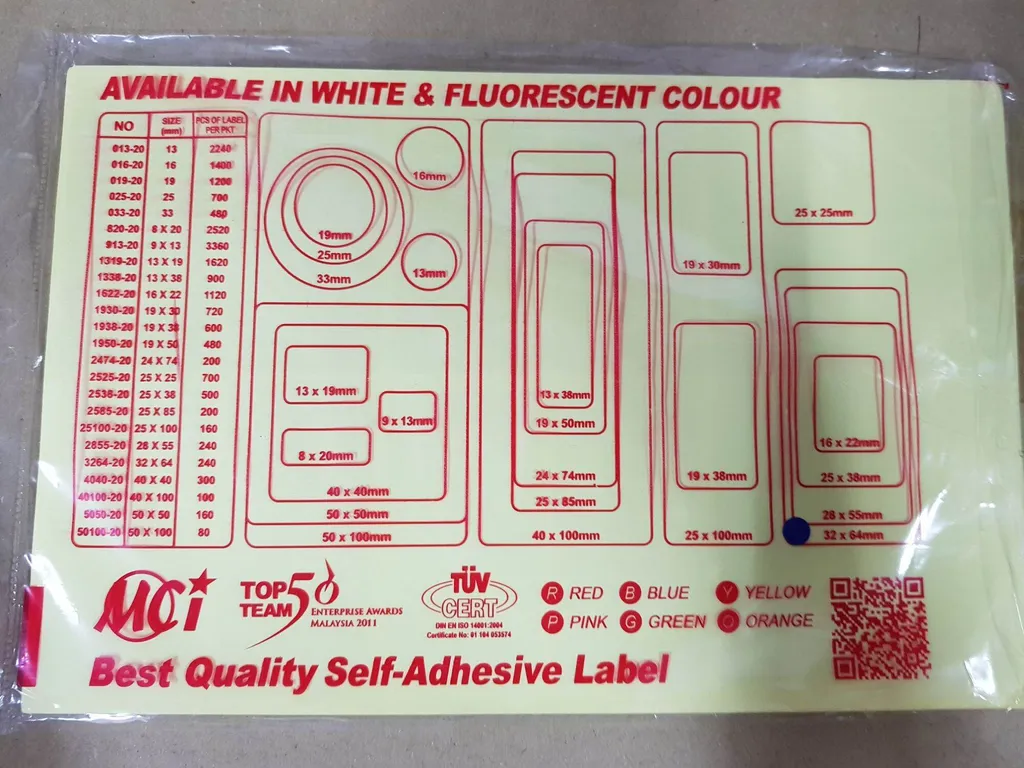 AVAILABLE IN WHITE & FLUORESCENT COLOUR
NO SIZE (mm) PCS OF LABEL PER PKT
013-20 13 2240
016-20 16 1400
019-20 19 1200
025-20 25 700
033-20 33 480
820-20 8 X 20 2520
913-20 9 X 13 3360
1319-20 13 X 19 1620
1338-20 13 X 38 900
1622-20 16 X 22 1120
1930-20 19 X 30 720
1938-20 19 X 38 600
1950-20 19 X 50 480
2474-20 24 X 74 200
2525-20 25 X 25 700
2538-20 25 X 38 500
2585-20 25 X 85 200
25100-20 25 X 100 160
2855-20 28 X 55 240
3264-20 32 X 64 240
4040-20 40 X 40 300
40100-20 40 X 100 100
5050-20 50 X 50 160
50100-20 50 X 100 80
16mm
19mm
25mm
33mm
13mm
13 x 19mm
9 x 13mm
8 x 20mm
40 x 40mm
50 x 50mm
50 x 100mm
13 x 38mm
19 x 50mm
24 x 74mm
25 x 85mm
40 x 100mm
19 x 30mm
19 x 38mm
25 x 100mm
25 x 25mm
16 x 22mm
25 x 38mm
28 x 55mm
32 x 64mm
MCi
TOP 50
TEAM
ENTERPRISE AWARDS
MALAYSIA 2011
TÜV
CERT
DIN EN ISO 14001:2004
Certificate No: 01 104 053574
R RED B BLUE Y YELLOW
P PINK G GREEN O ORANGE
Best Quality Self-Adhesive Label